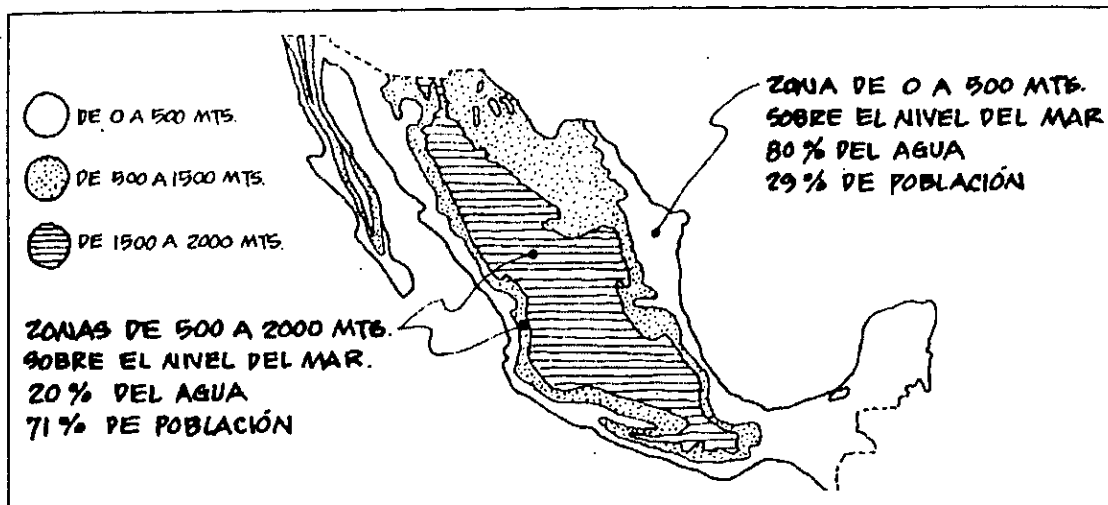 DE 0 A 500 MTS.
DE 500 A 1500 MTS.
DE 1500 A 2000 MTS.
ZONA DE 0 A 500 MTS.
SOBRE EL NIVEL DEL MAR
80 % DEL AGUA
29 % DE POBLACIÓN
ZONAS DE 500 A 2000 MTS.
SOBRE EL NIVEL DEL MAR.
20 % DEL AGUA
71 % DE POBLACIÓN